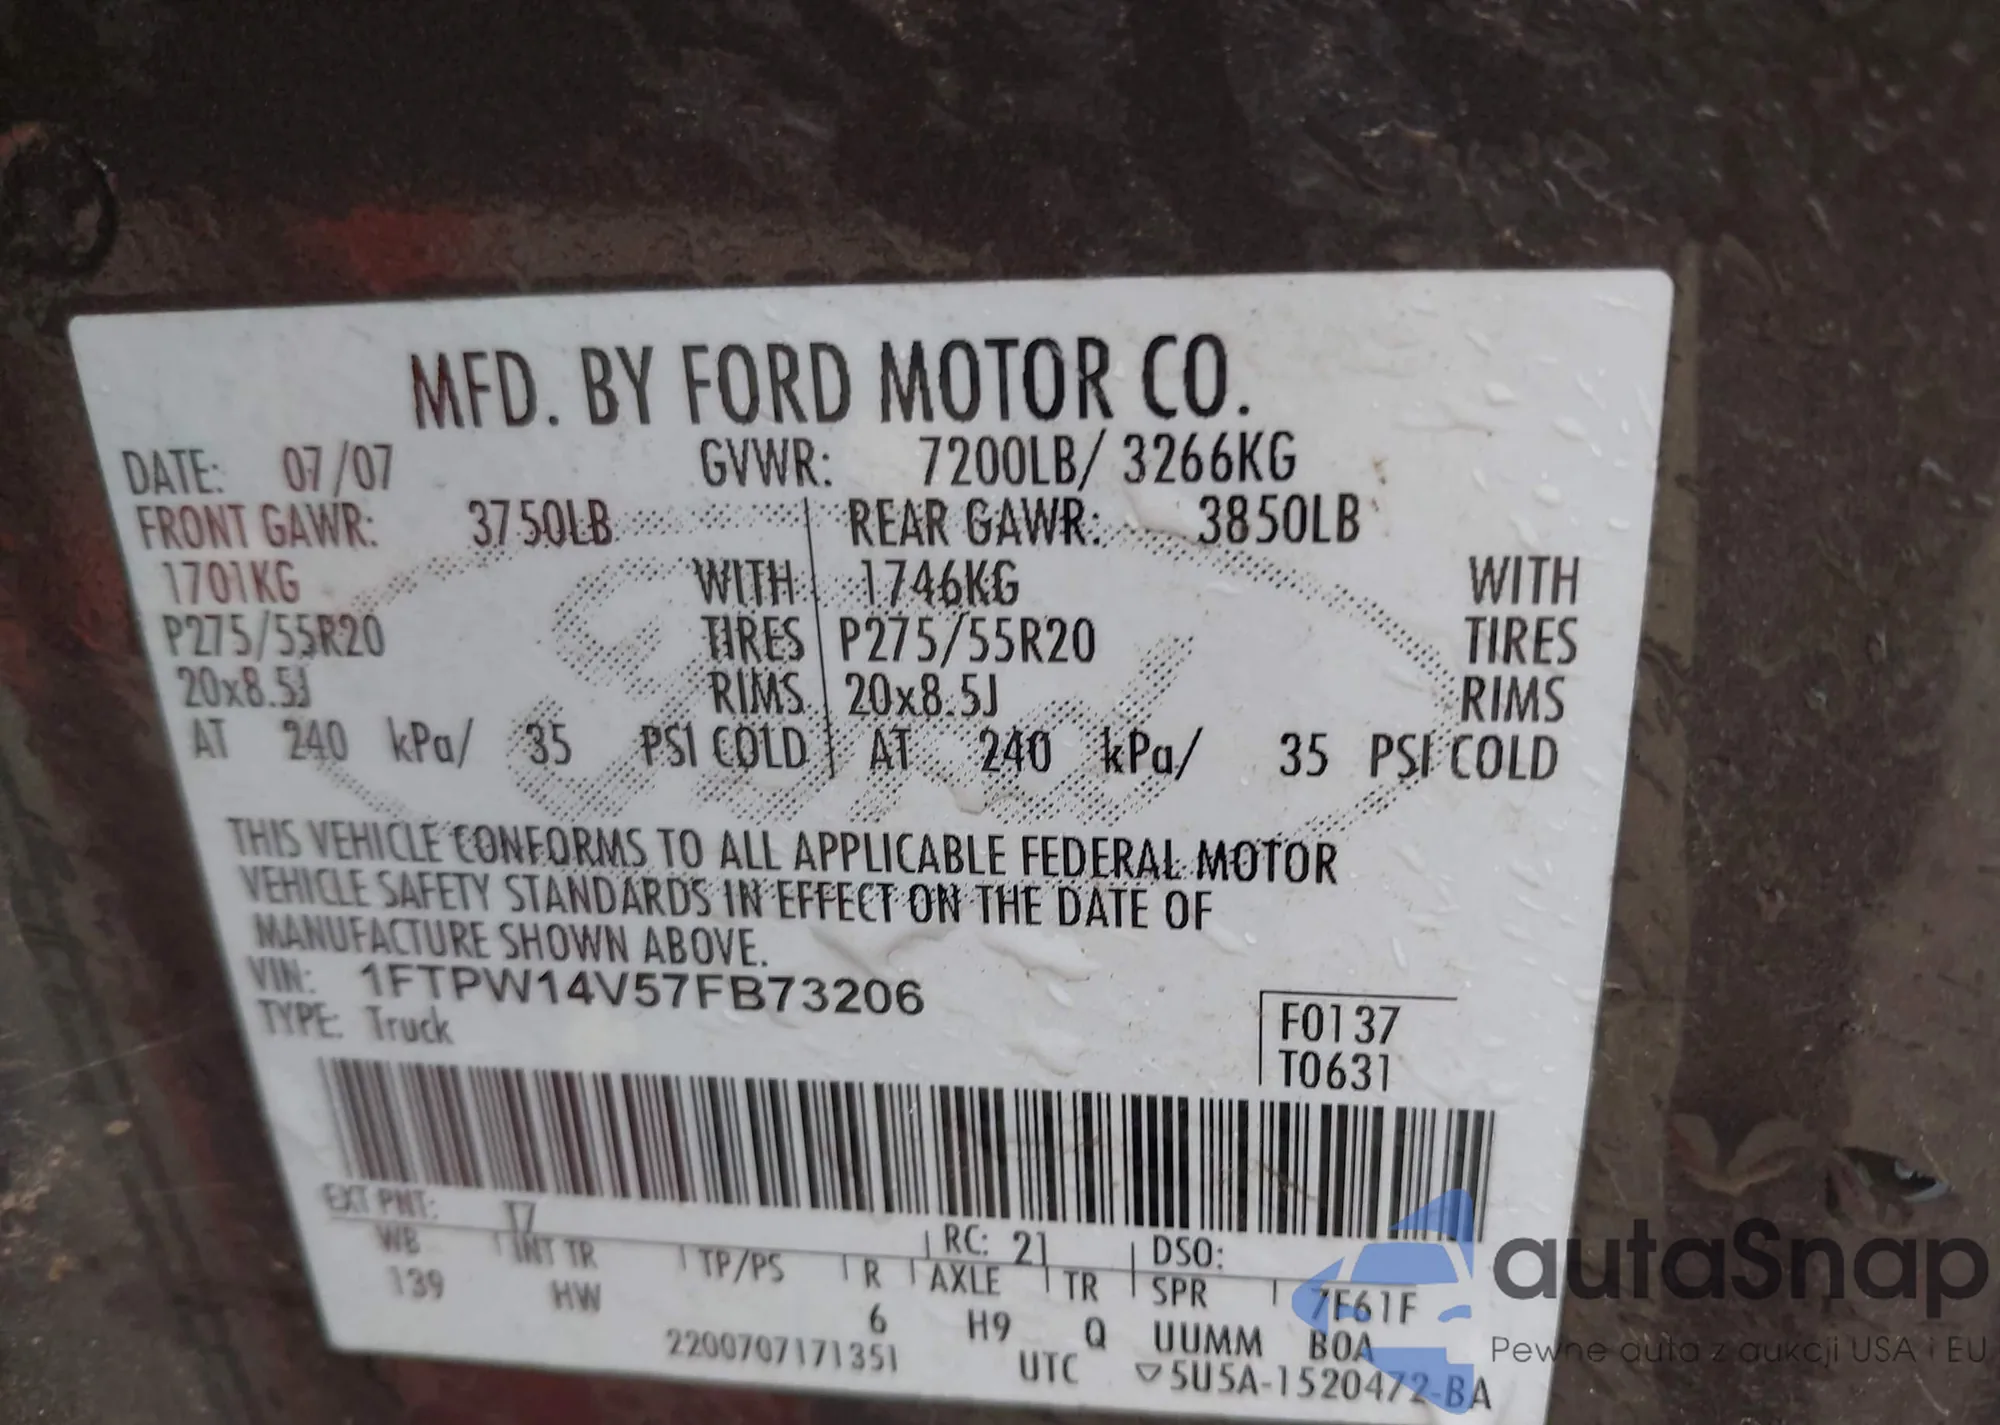 MFD. BY FORD MOTOR CO.
DATE: 07/07 GVWR: 7200LB/ 3266KG
FRONT GAWR: 3750LB REAR GAWR: 3850LB
1701KG WITH 1746KG WITH
P275/55R20 TIRES P275/55R20 TIRES
20x8.5J RIMS 20x8.5J RIMS
AT 240 kPa/ 35 PSI COLD AT 240 kPa/ 35 PSI COLD
THIS VEHICLE CONFORMS TO ALL APPLICABLE FEDERAL MOTOR
VEHICLE SAFETY STANDARDS IN EFFECT ON THE DATE OF
MANUFACTURE SHOWN ABOVE.
VIN: 1FTPW14V57FB73206
TYPE: Truck
F0137
T0631
EXT PNT: T7 RC: 21 DSO:
WB INT TR TP/PS R AXLE TR SPR 7F61F
139 HW 6 H9 Q UUMM BOA
2200707171351 UTC ▽5U5A-1520472-BA
Ford
autaSnap
Pewne auta z aukcji USA i EU